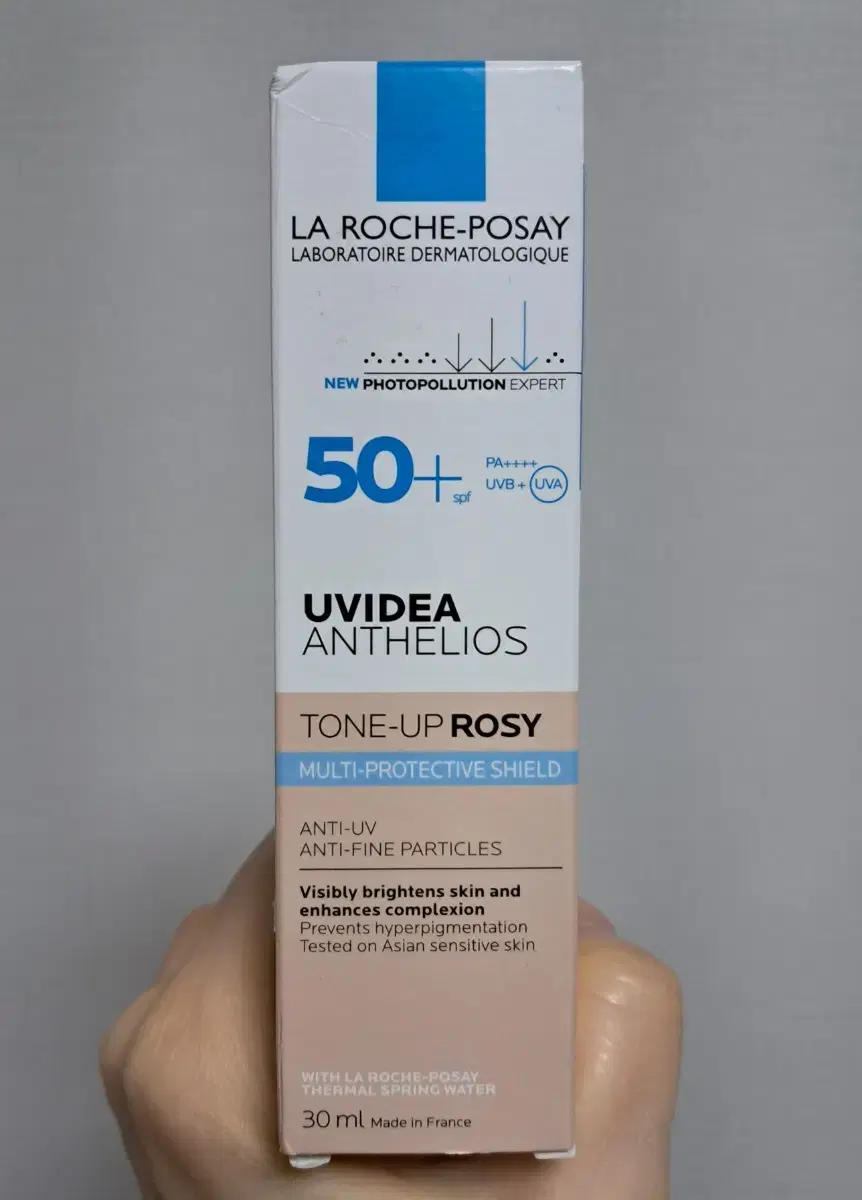 LA ROCHE-POSAY
LABORATOIRE DERMATOLOGIQUE
NEW PHOTOPOLLUTION EXPERT
50+ spf
PA++++
UVB + UVA
UVIDEA
ANTHELIOS
TONE-UP ROSY
MULTI-PROTECTIVE SHIELD
ANTI-UV
ANTI-FINE PARTICLES
Visibly brightens skin and
enhances complexion
Prevents hyperpigmentation
Tested on Asian sensitive skin
WITH LA ROCHE-POSAY
THERMAL SPRING WATER
30 ml Made in France